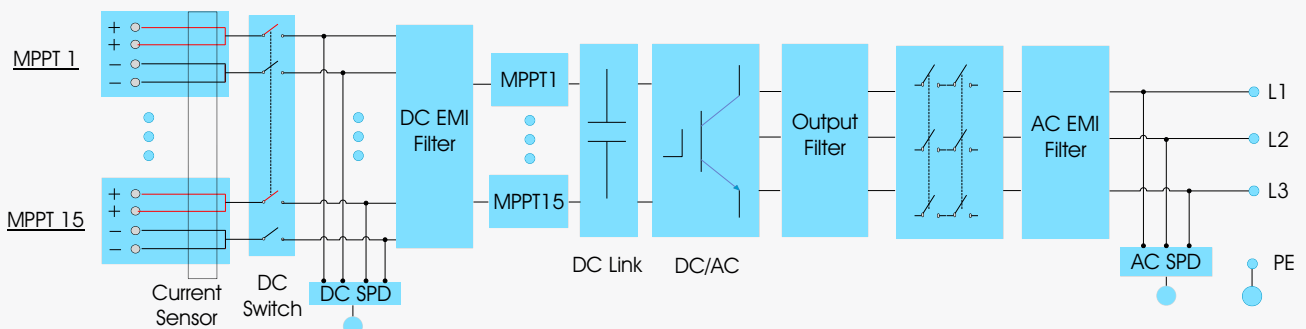 MPPT 1
+
+
−
−
MPPT 15
+
+
−
−
Current
Sensor
DC
Switch
DC SPD
DC EMI
Filter
MPPT1
MPPT15
DC Link
DC/AC
Output
Filter
AC EMI
Filter
L1
L2
L3
AC SPD
PE